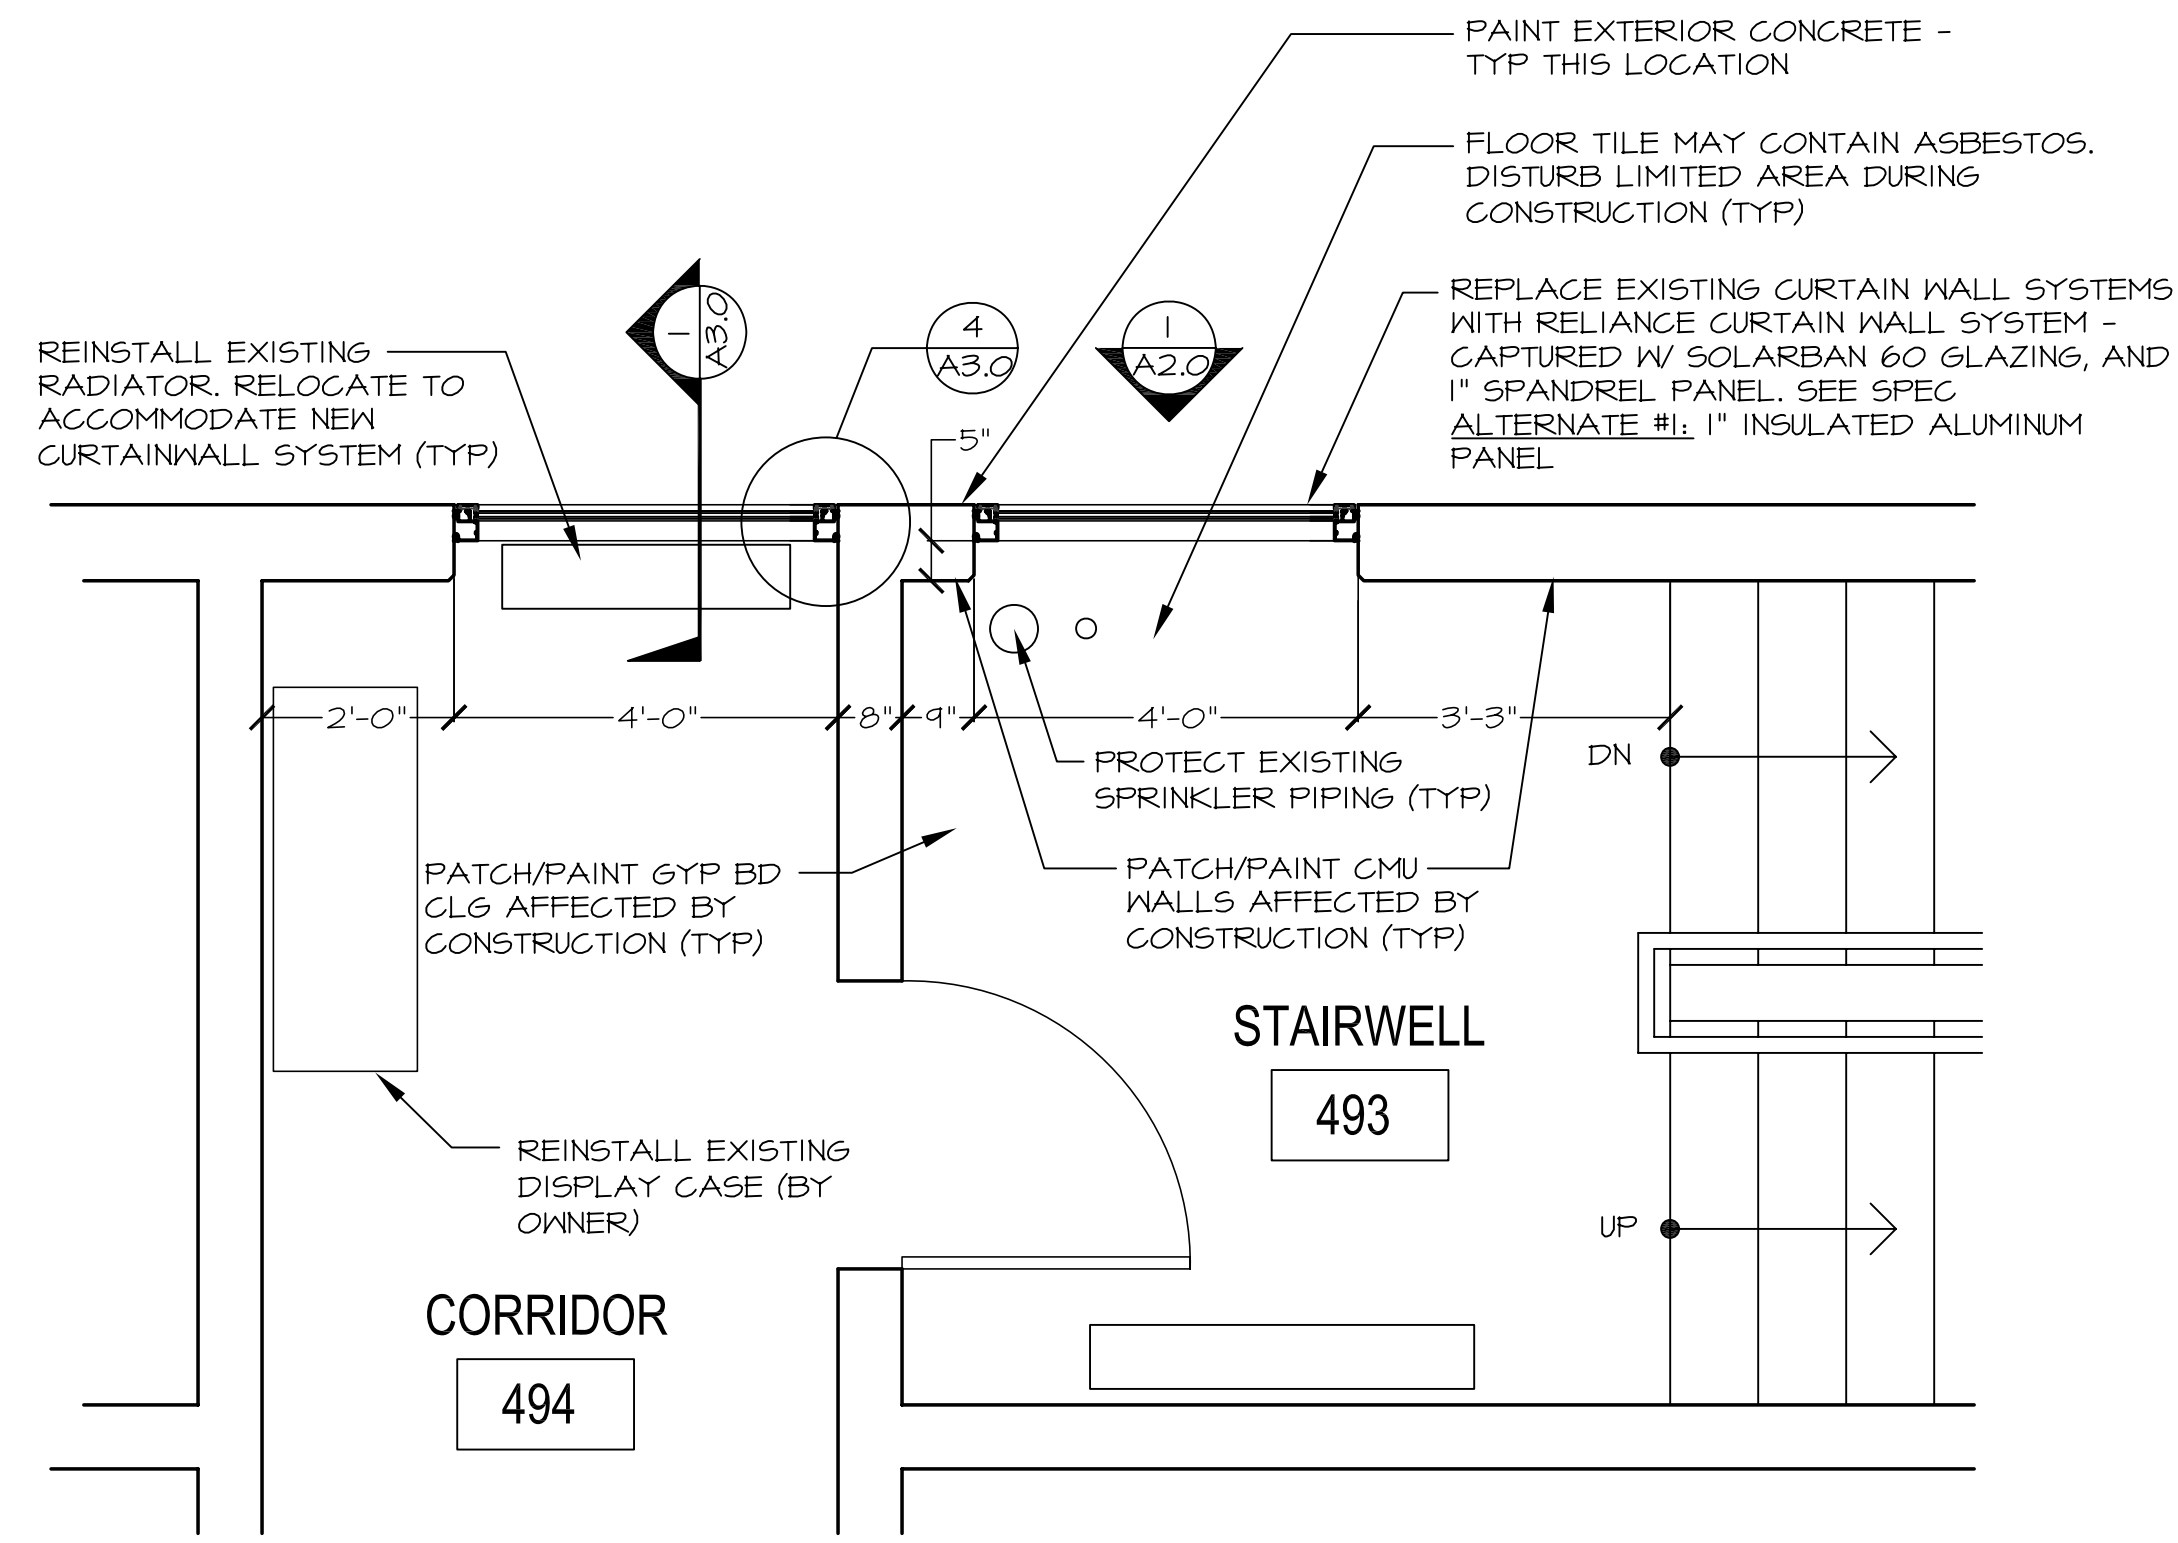 PAINT EXTERIOR CONCRETE -
TYP THIS LOCATION
FLOOR TILE MAY CONTAIN ASBESTOS.
DISTURB LIMITED AREA DURING
CONSTRUCTION (TYP)
REPLACE EXISTING CURTAIN WALL SYSTEMS
WITH RELIANCE CURTAIN WALL SYSTEM -
CAPTURED W/ SOLARBAN 60 GLAZING, AND
1" SPANDREL PANEL. SEE SPEC
ALTERNATE #1: 1" INSULATED ALUMINUM
PANEL
REINSTALL EXISTING
RADIATOR. RELOCATE TO
ACCOMMODATE NEW
CURTAINWALL SYSTEM (TYP)
1
A3.0
4
A3.0
1
A2.0
5"
2'-0"
4'-0"
8"
9"
4'-0"
3'-3"
DN
PROTECT EXISTING
SPRINKLER PIPING (TYP)
PATCH/PAINT GYP BD
CLG AFFECTED BY
CONSTRUCTION (TYP)
PATCH/PAINT CMU
WALLS AFFECTED BY
CONSTRUCTION (TYP)
STAIRWELL
493
REINSTALL EXISTING
DISPLAY CASE (BY
OWNER)
UP
CORRIDOR
494